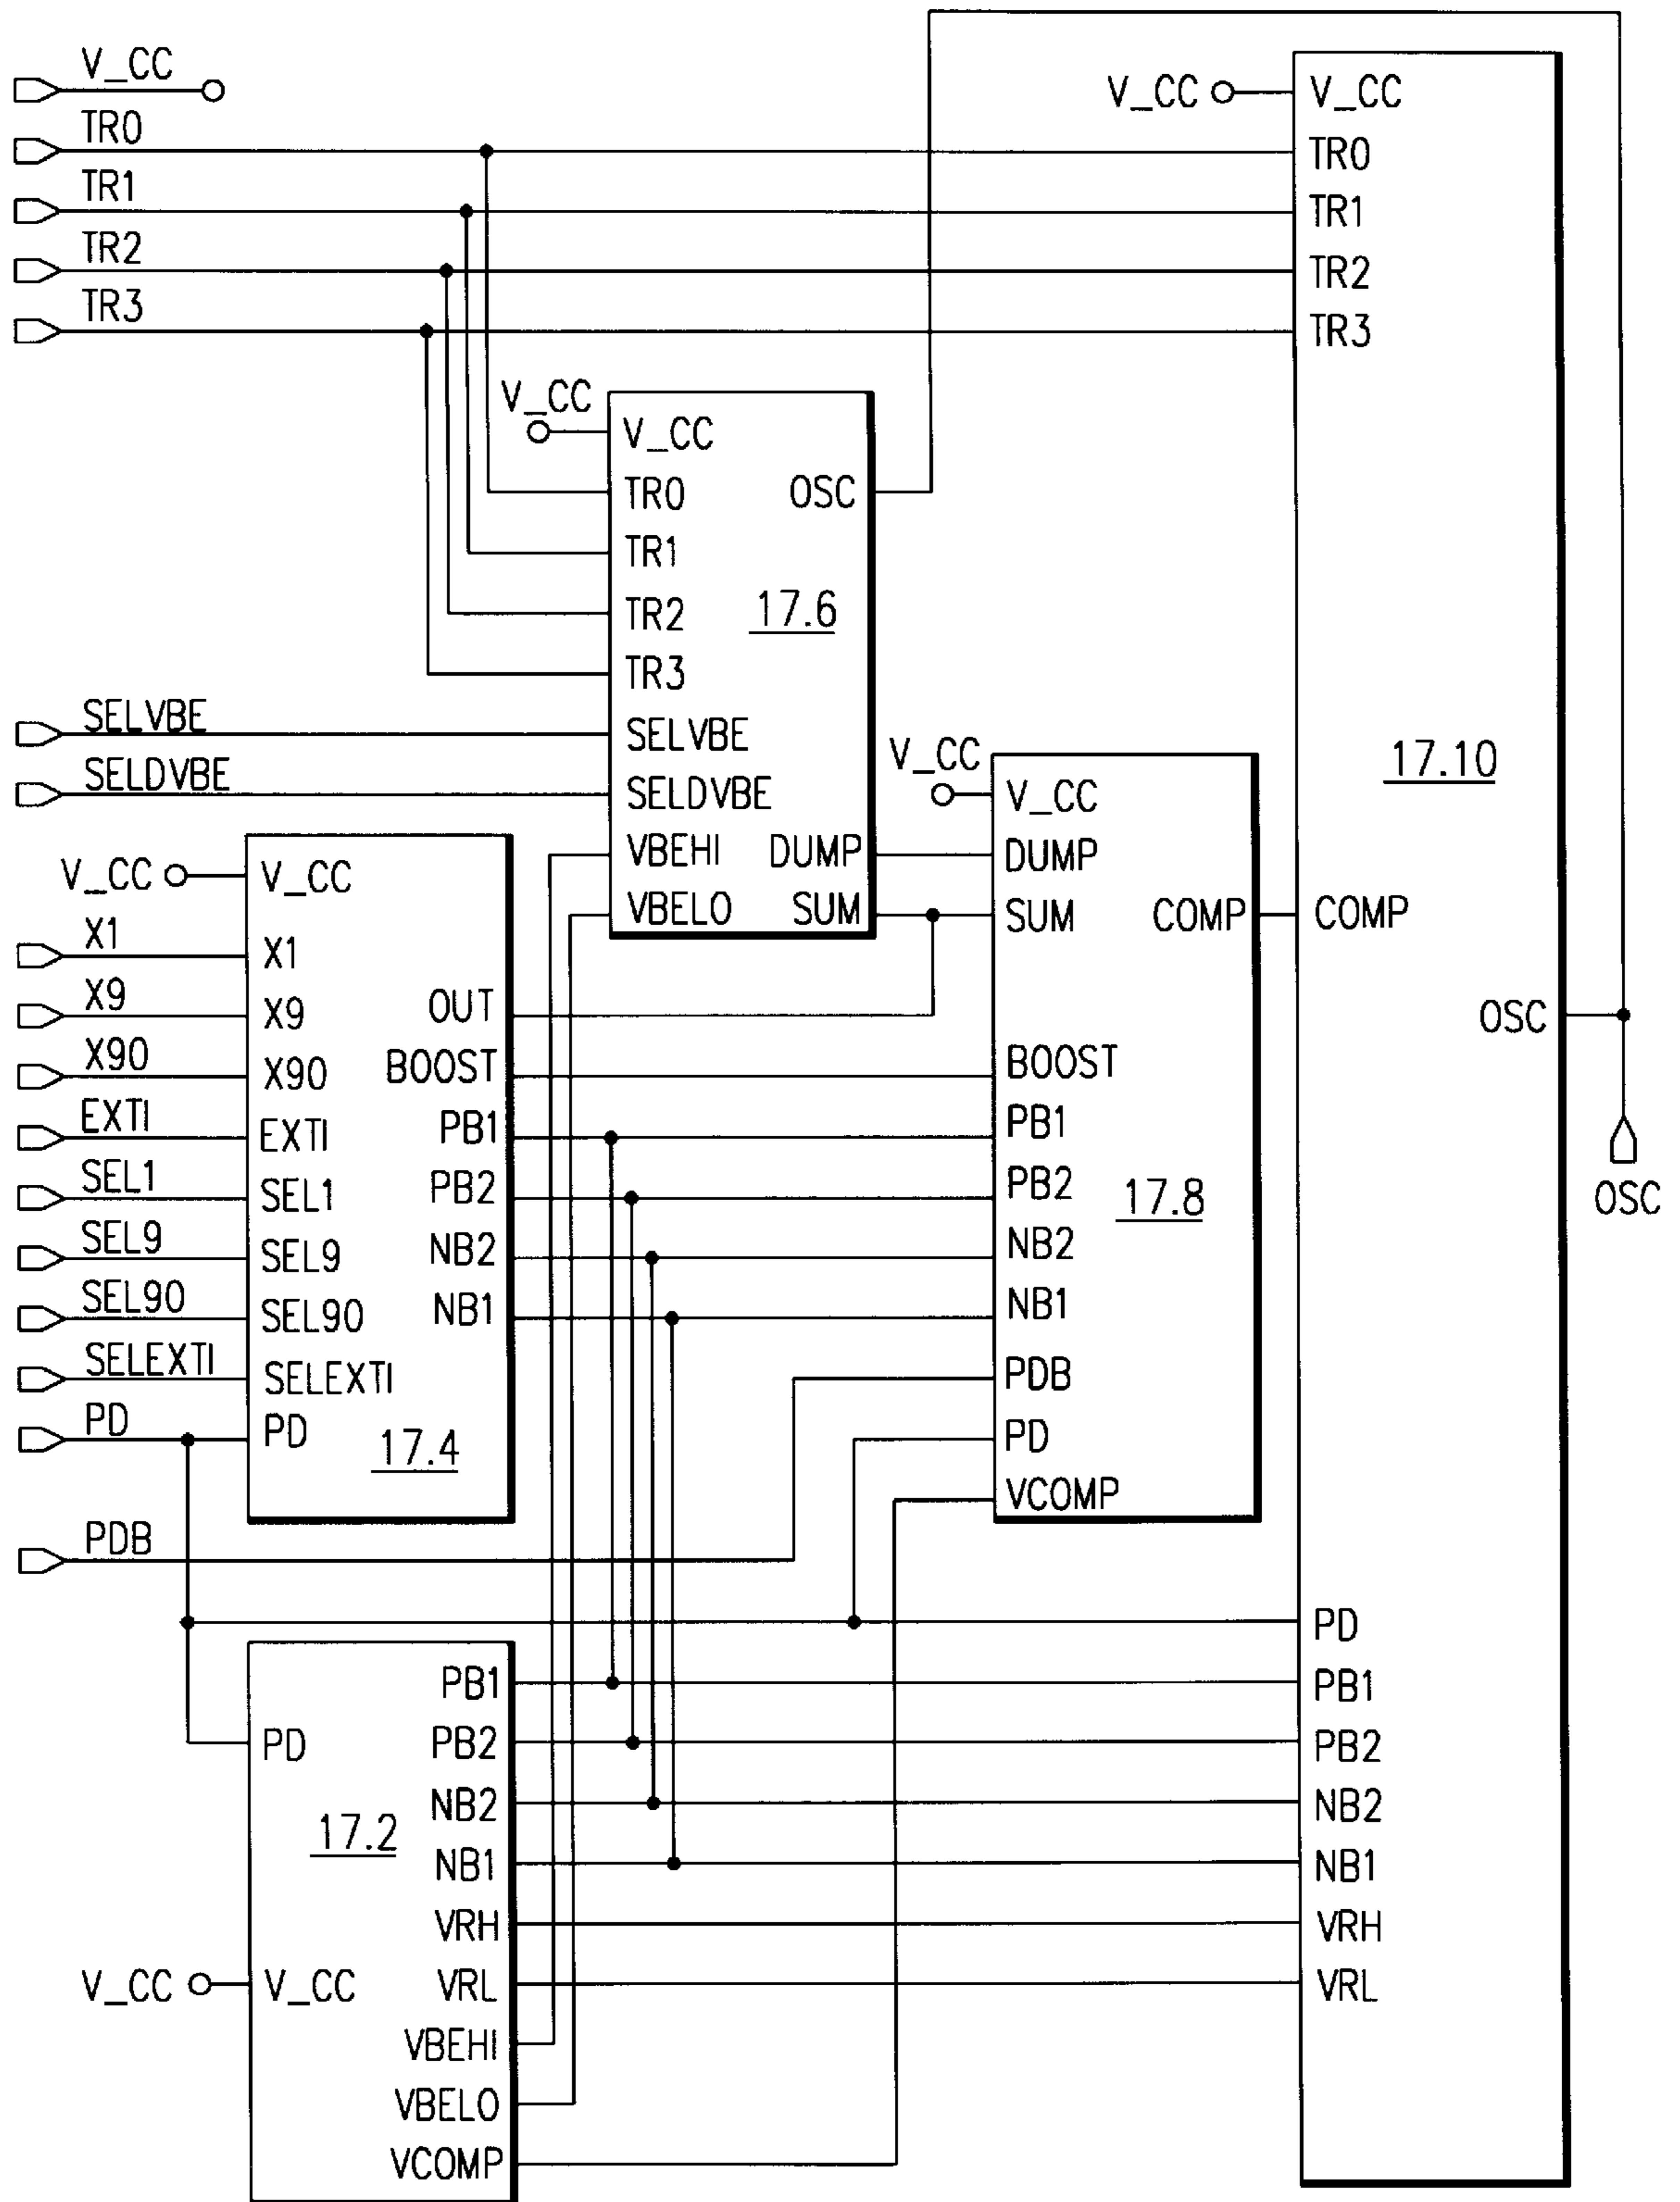 V_CC
TR0
TR1
TR2
TR3
V_CC
V_CC
TR0
TR1
TR2
TR3
17.10
COMP
OSC
PD
PB1
PB2
NB2
NB1
VRH
VRL
OSC
V_CC
V_CC
TR0
TR1
TR2
TR3
SELVBE
SELDVBE
VBEHI
VBELO
OSC
17.6
DUMP
SUM
SELVBE
SELDVBE
V_CC
V_CC
DUMP
SUM
BOOST
PB1
PB2
NB2
NB1
PDB
PD
VCOMP
COMP
17.8
V_CC
X1
X9
X90
EXTI
SEL1
SEL9
SEL90
SELEXTI
PD
PDB
V_CC
X1
X9
X90
EXTI
SEL1
SEL9
SEL90
SELEXTI
PD
OUT
BOOST
PB1
PB2
NB2
NB1
17.4
PD
17.2
V_CC
V_CC
PB1
PB2
NB2
NB1
VRH
VRL
VBEHI
VBELO
VCOMP